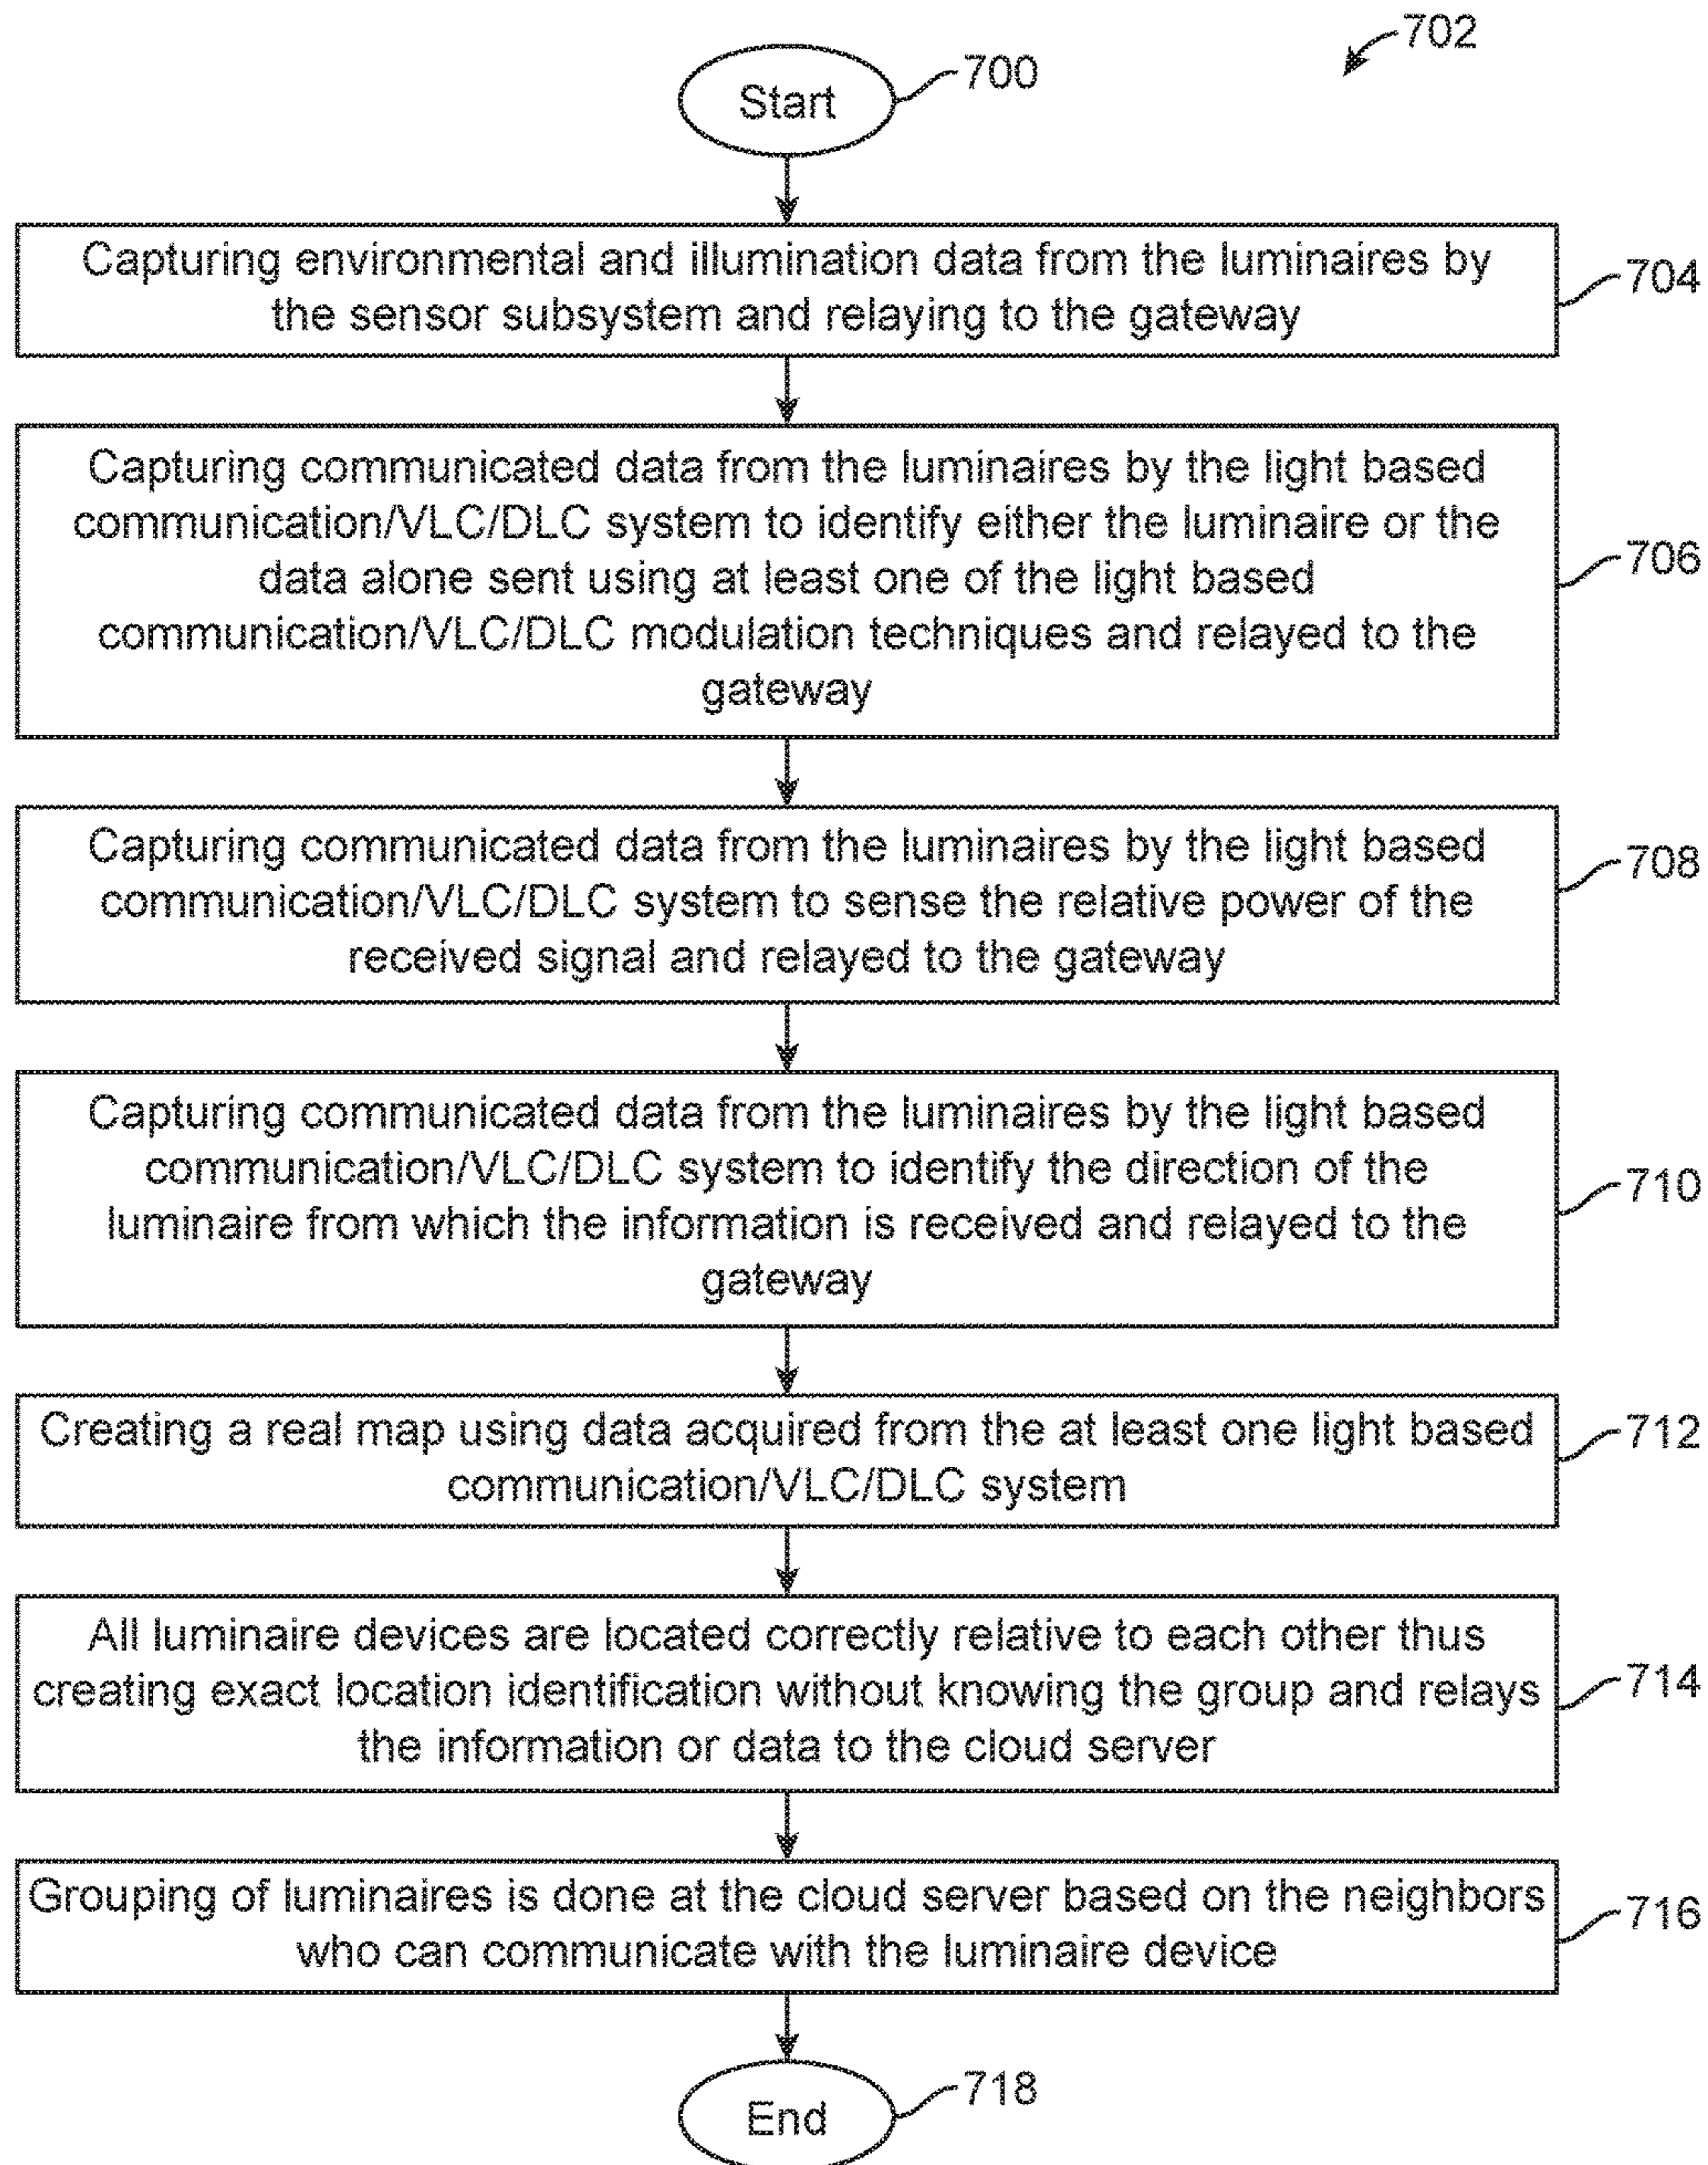 702
Start
700
Capturing environmental and illumination data from the luminaires by
the sensor subsystem and relaying to the gateway
704
Capturing communicated data from the luminaires by the light based
communication/VLC/DLC system to identify either the luminaire or the
data alone sent using at least one of the light based
communication/VLC/DLC modulation techniques and relayed to the
gateway
706
Capturing communicated data from the luminaires by the light based
communication/VLC/DLC system to sense the relative power of the
received signal and relayed to the gateway
708
Capturing communicated data from the luminaires by the light based
communication/VLC/DLC system to identify the direction of the
luminaire from which the information is received and relayed to the
gateway
710
Creating a real map using data acquired from the at least one light based
communication/VLC/DLC system
712
All luminaire devices are located correctly relative to each other thus
creating exact location identification without knowing the group and relays
the information or data to the cloud server
714
Grouping of luminaires is done at the cloud server based on the neighbors
who can communicate with the luminaire device
716
End
718